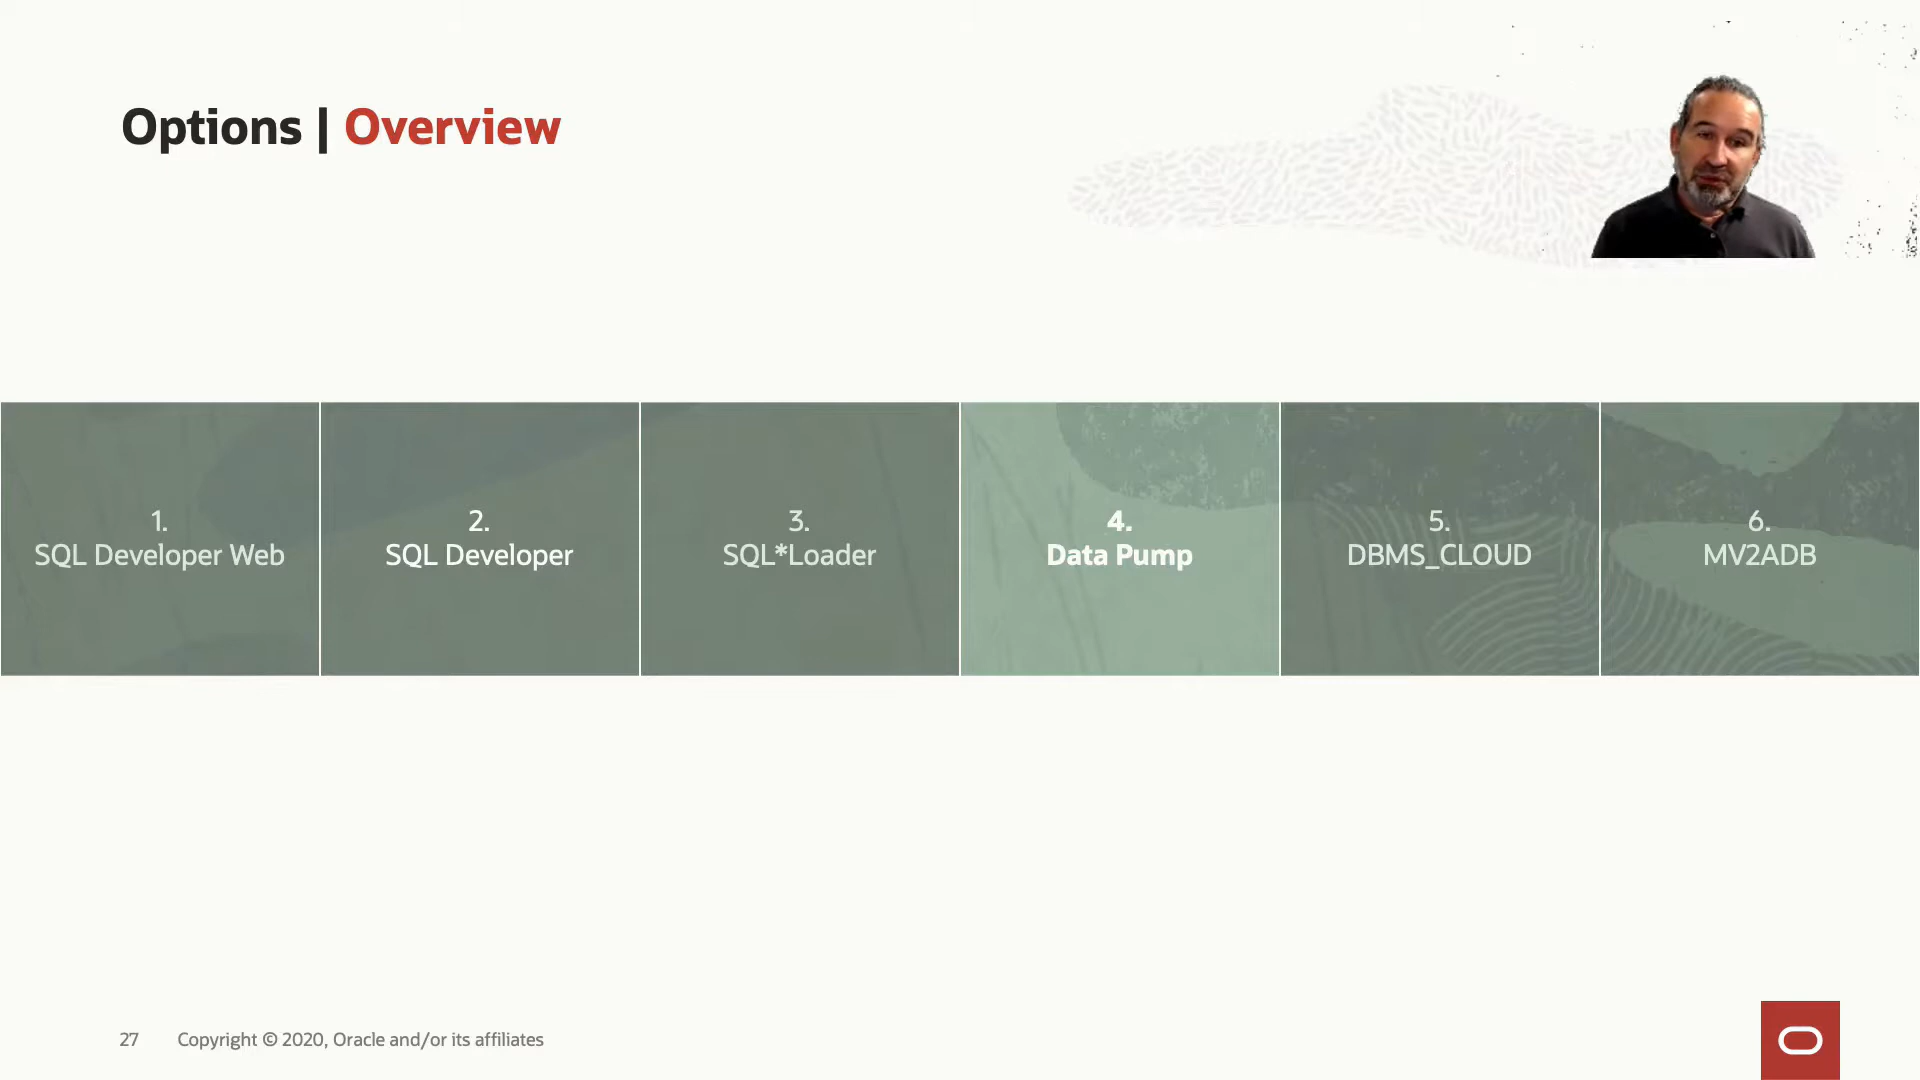 Options | Overview
1.
SQL Developer Web
2.
SQL Developer
3.
SQL*Loader
4.
Data Pump
5.
DBMS_CLOUD
6.
MV2ADB
27 Copyright © 2020, Oracle and/or its affiliates